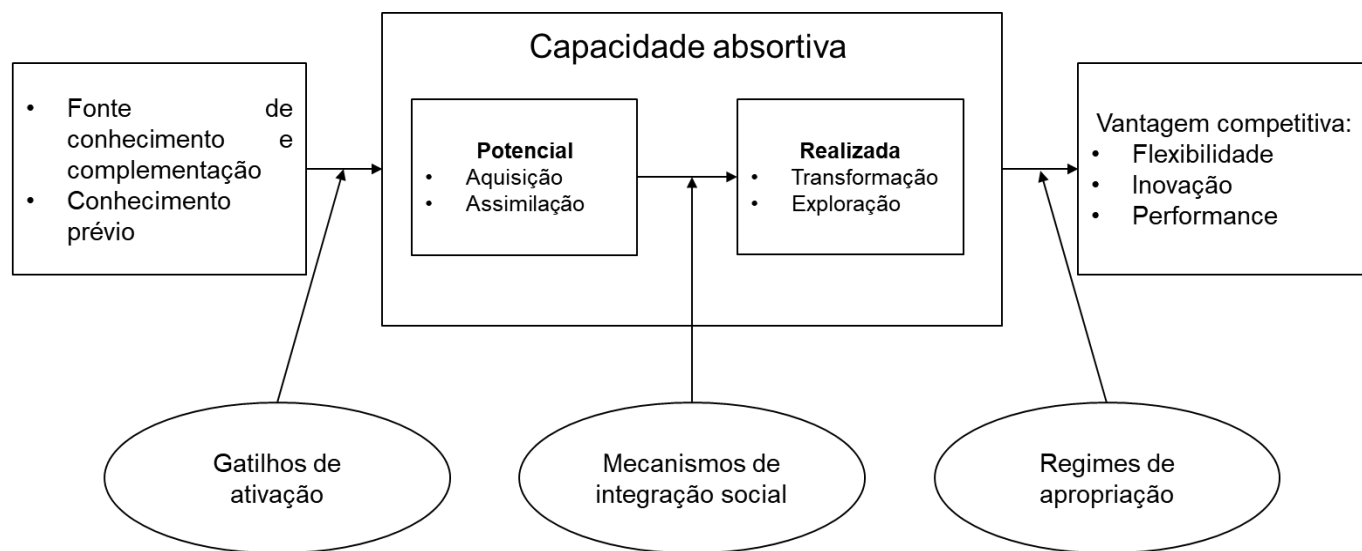 Capacidade absortiva
• Fonte de
conhecimento e
complementação
• Conhecimento
prévio
Potencial
• Aquisição
• Assimilação
Realizada
• Transformação
• Exploração
Vantagem competitiva:
• Flexibilidade
• Inovação
• Performance
Gatilhos de
ativação
Mecanismos de
integração social
Regimes de
apropriação